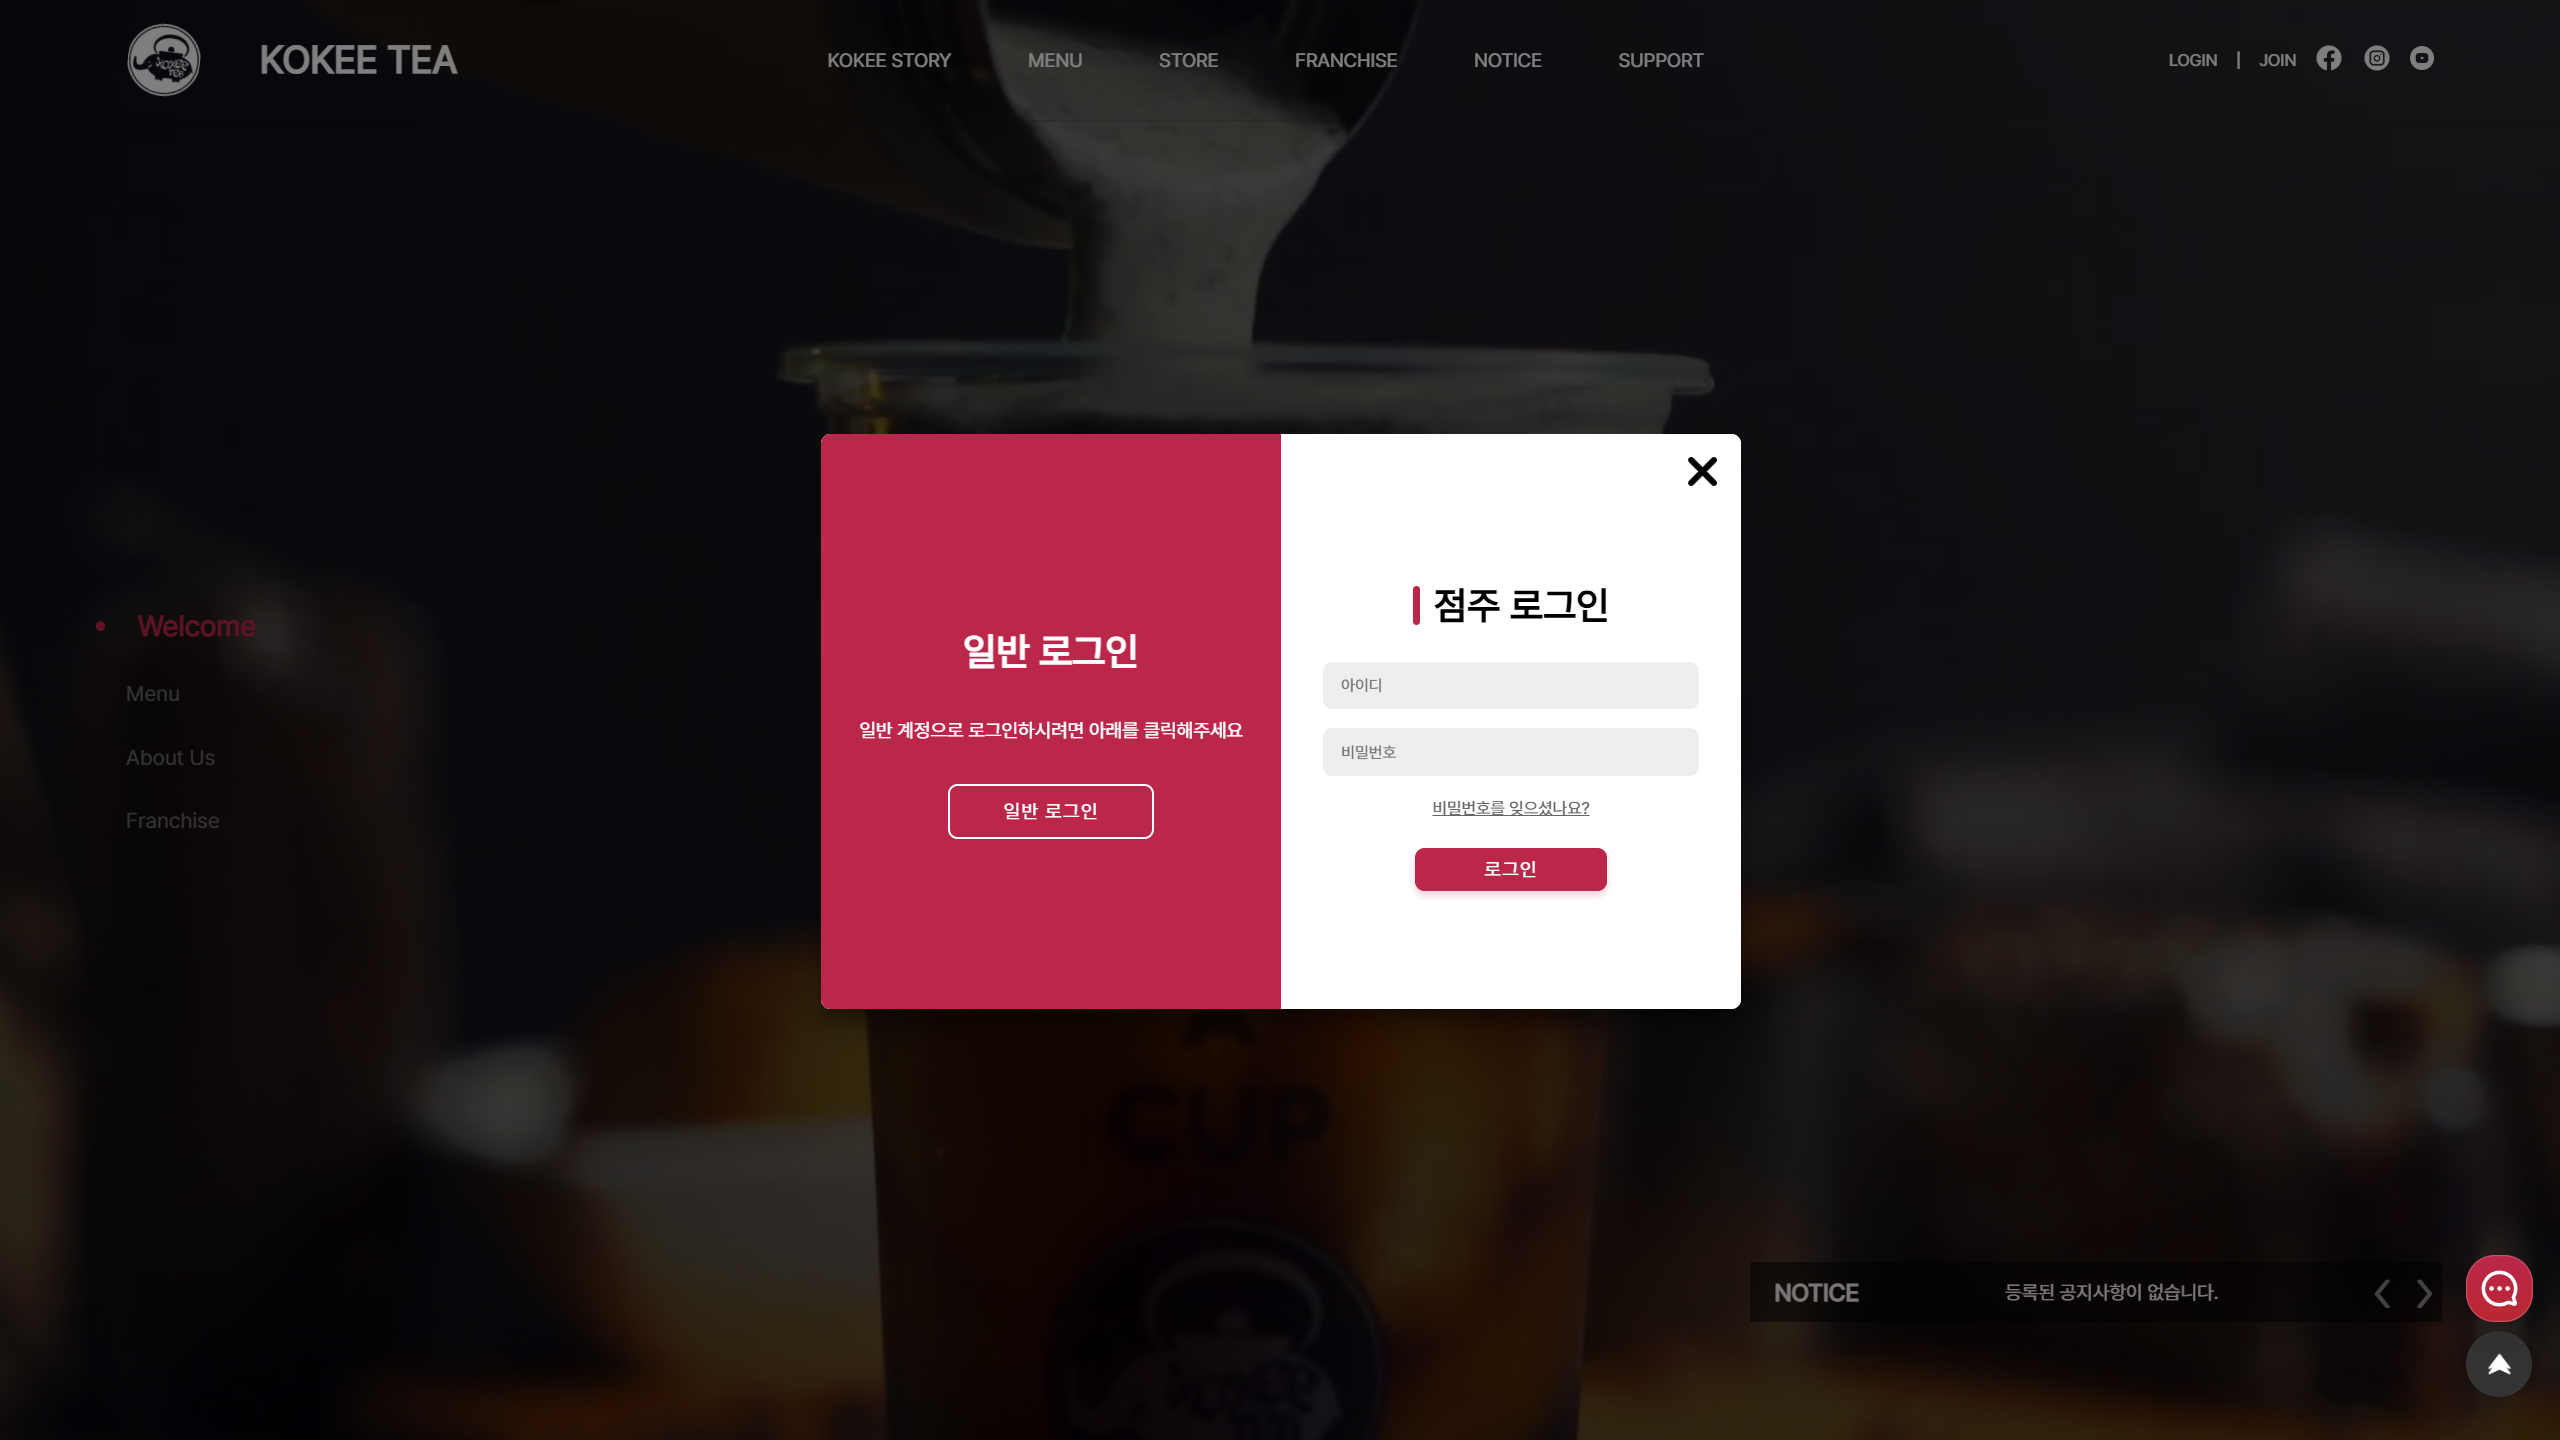 KOKEE TEA
KOKEE TEA
KOKEE STORY
MENU
STORE
FRANCHISE
NOTICE
SUPPORT
LOGIN | JOIN
Welcome
Menu
About Us
Franchise
일반 로그인
일반 계정으로 로그인하시려면 아래를 클릭해주세요
일반 로그인
점주 로그인
아이디
비밀번호
비밀번호를 잊으셨나요?
로그인
A
CUP
NOTICE
등록된 공지사항이 없습니다.